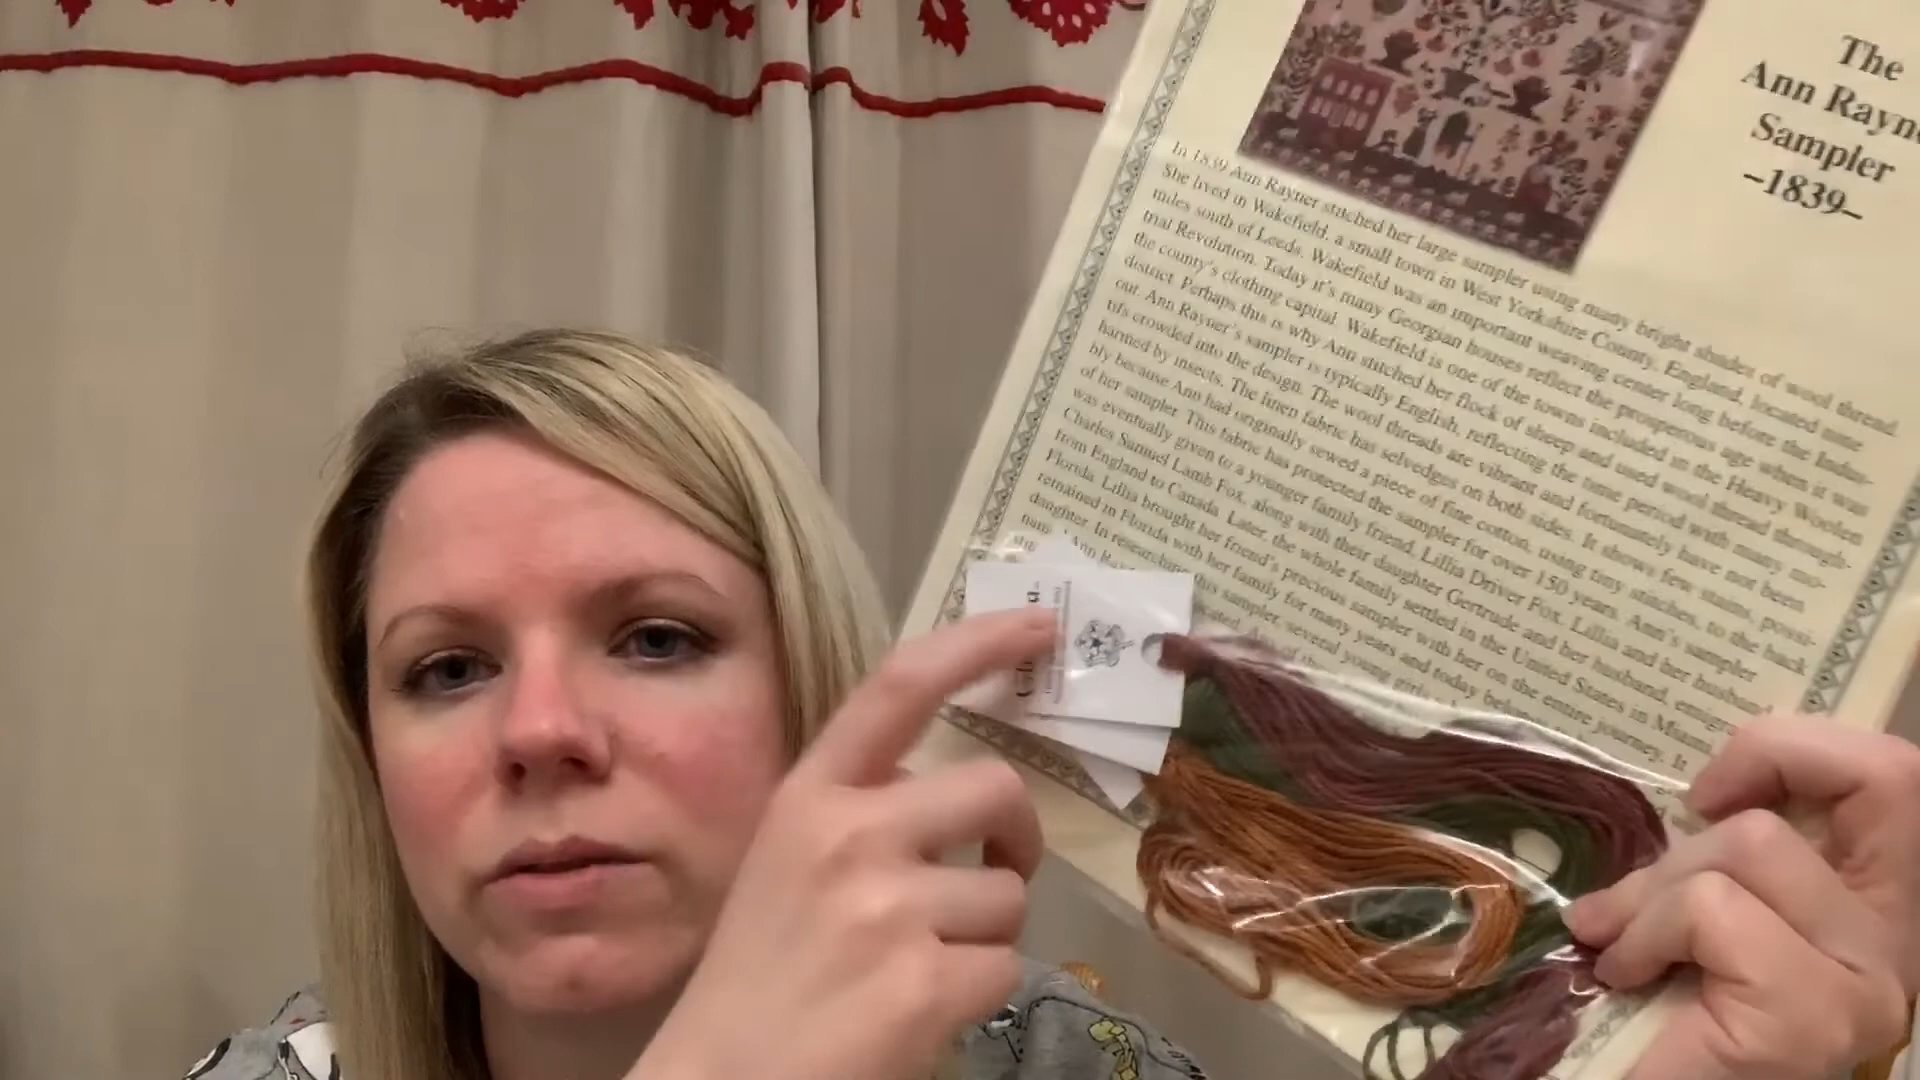 The
Ann Rayn
Sampler
–1839–
In 1839 Ann Rayner stitched her large sampler using many bright shades of wool thread.
She lived in Wakefield, a small town in West Yorkshire County, England, located nine
miles south of Leeds. Wakefield was an important weaving center long before the Indus-
trial Revolution. Today it's many Georgian houses reflect the prosperous age when it was
the county's clothing capital. Wakefield is one of the towns included in the Heavy Woolen
district. Perhaps this is why Ann stitched her flock of sheep and used wool thread through-
out. Ann Rayner's sampler is typically English, reflecting the time period with many mo-
tifs crowded into the design. The wool threads are vibrant and fortunately have not been
harmed by insects. The linen fabric has selvedges on both sides. It shows few stains, possi-
bly because Ann had originally sewed a piece of fine cotton, using tiny stitches, to the back
of her sampler. This fabric has protected the sampler for over 150 years. Ann's sampler
was eventually given to a younger family friend, Lillia Driver Fox. Lillia and her husband
Charles Samuel Lamb Fox, along with their daughter Gertrude and her husband, emigra
from England to Canada. Later, the whole family settled in the United States in Miami
Florida. Lillia brought her friend's precious sampler with her on the entire journey. It
remained in Florida with her family for many years and today belongs
daughter. In researching this sampler, several young girls
Ann Ray